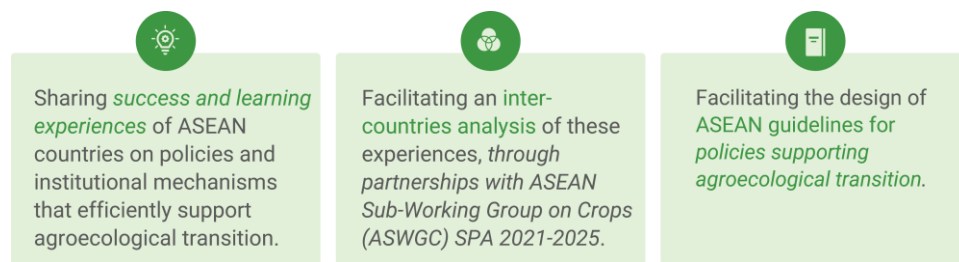 Sharing success and learning
experiences of ASEAN
countries on policies and
institutional mechanisms
that efficiently support
agroecological transition.
Facilitating an inter-
countries analysis of these
experiences, through
partnerships with ASEAN
Sub-Working Group on Crops
(ASWGC) SPA 2021-2025.
Facilitating the design of
ASEAN guidelines for
policies supporting
agroecological transition.